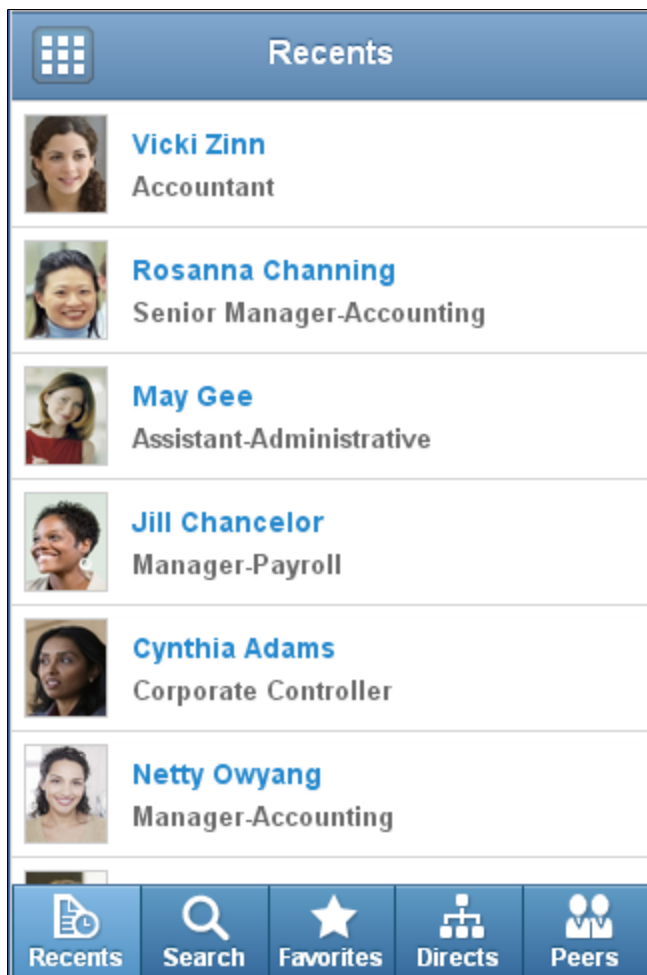 Recents
Vicki Zinn
Accountant
Rosanna Channing
Senior Manager-Accounting
May Gee
Assistant-Administrative
Jill Chancelor
Manager-Payroll
Cynthia Adams
Corporate Controller
Netty Owyang
Manager-Accounting
Recents Search Favorites Directs Peers